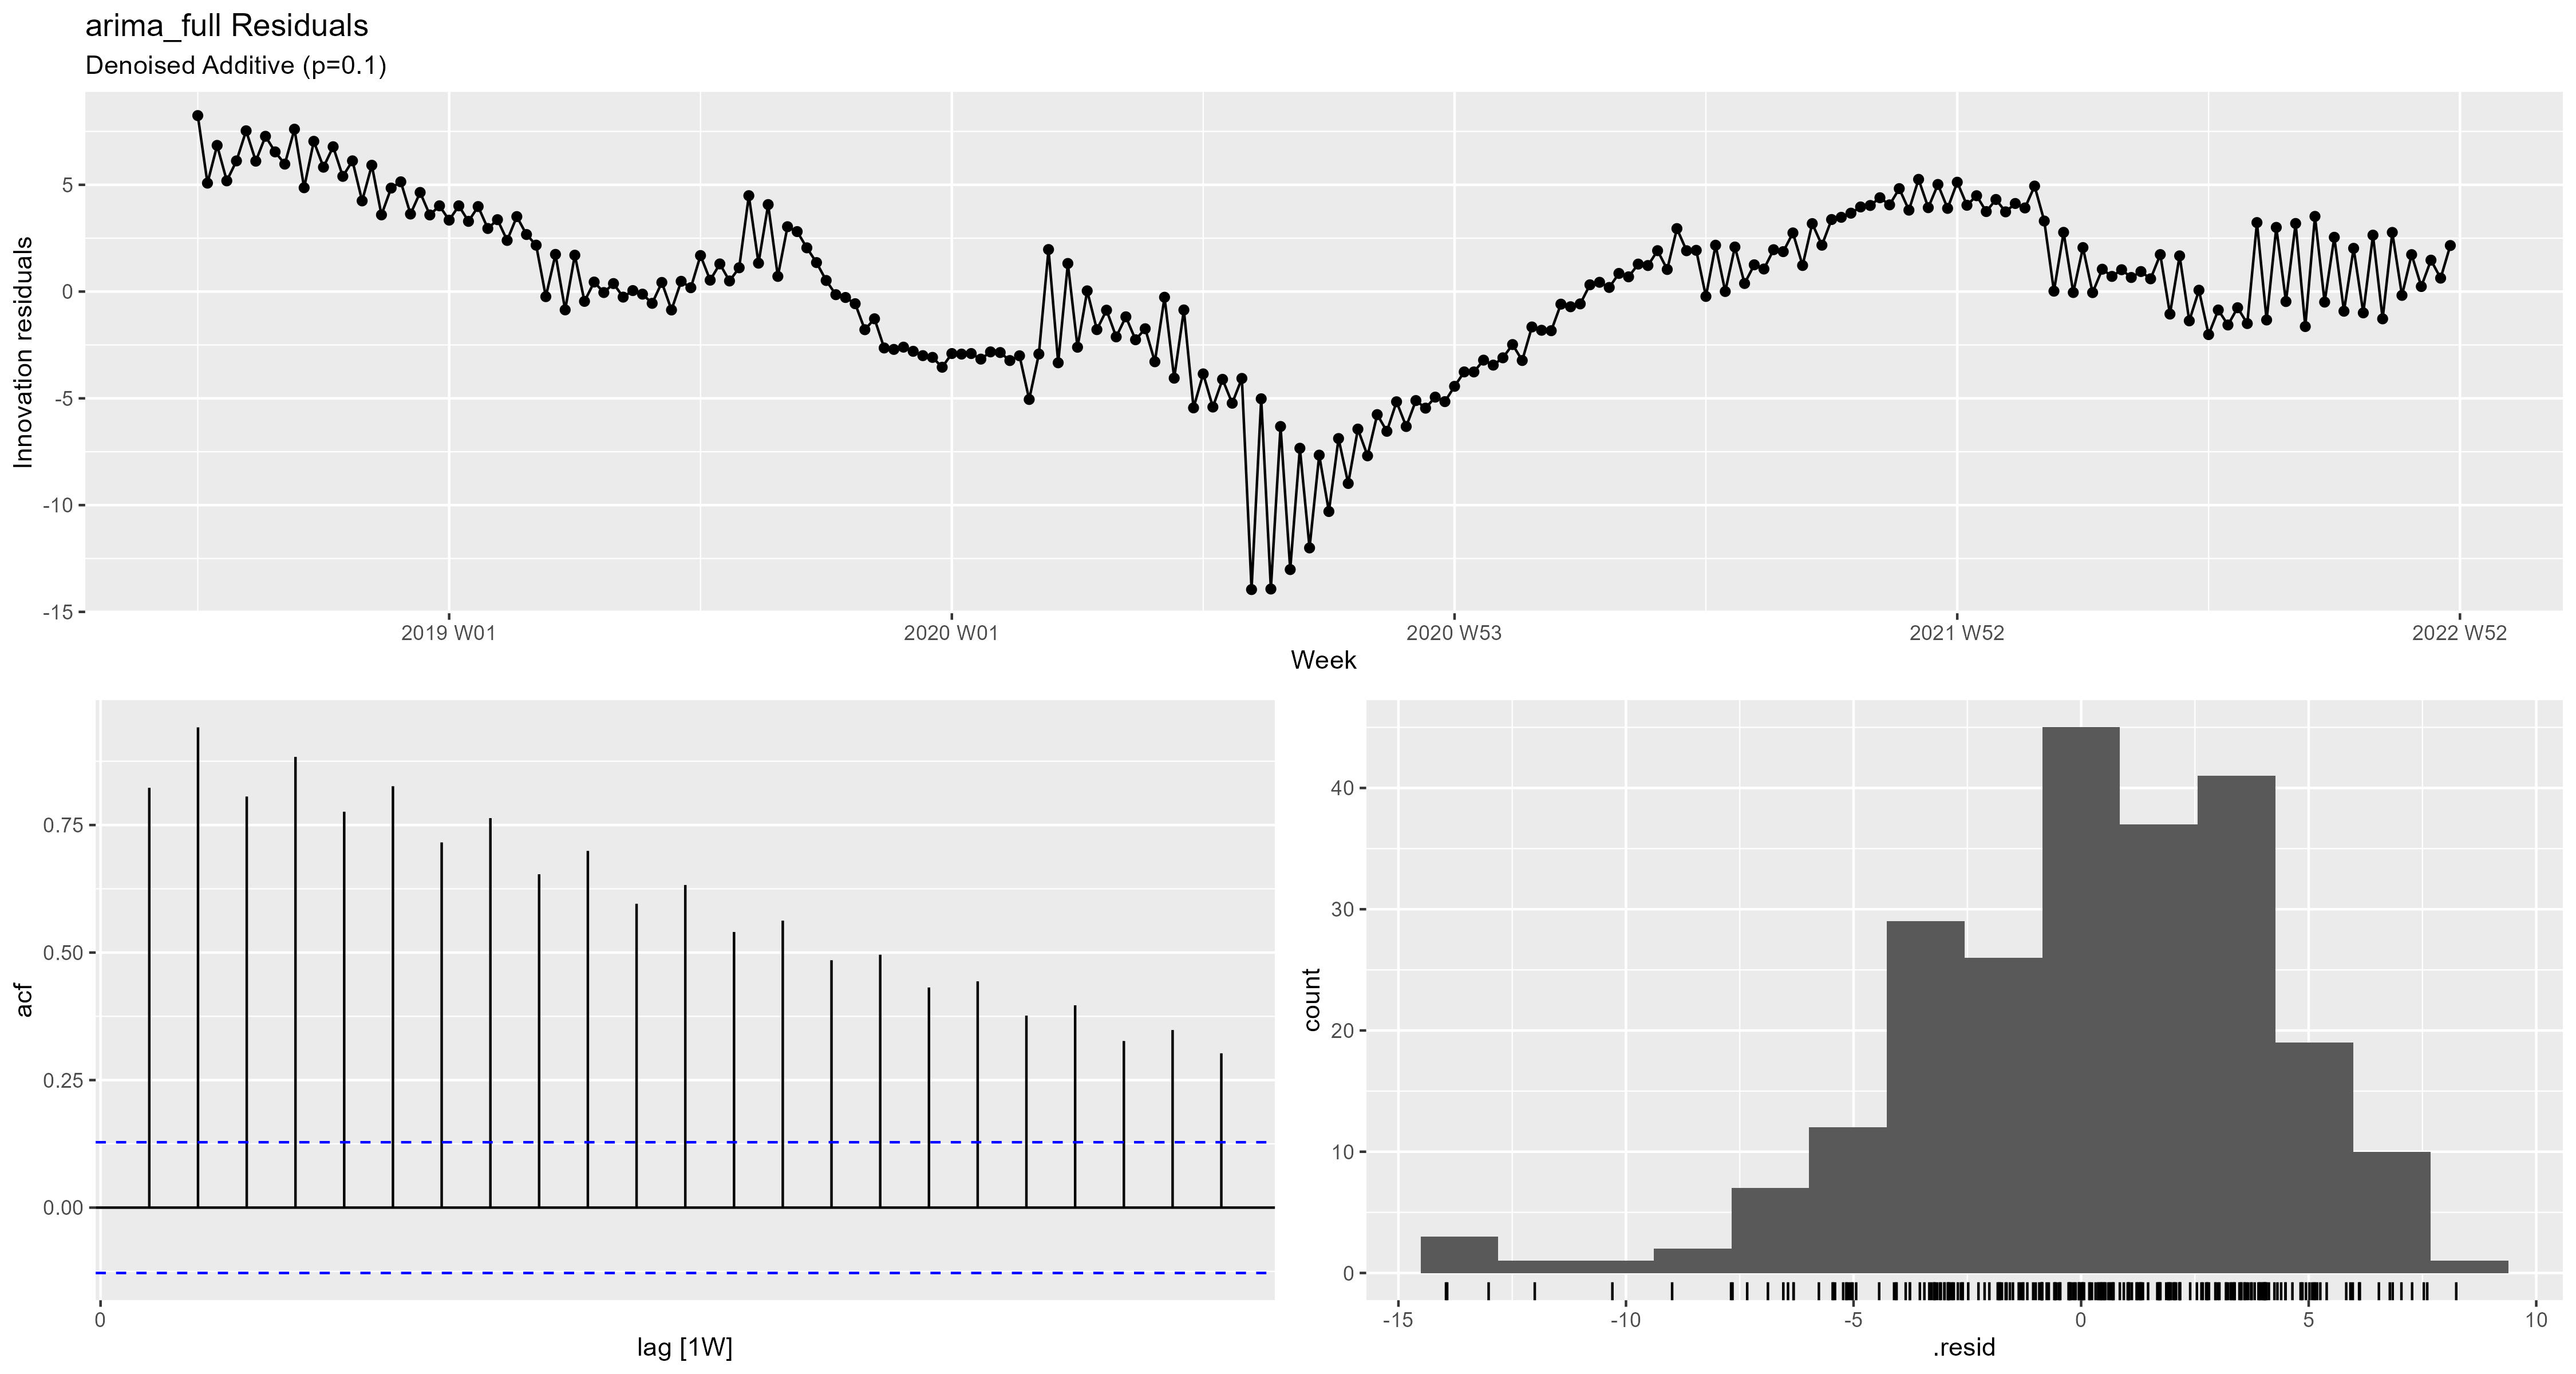 arima_full Residuals
Denoised Additive (p=0.1)
Innovation residuals
5
0
-5
-10
-15
2019 W01
2020 W01
2020 W53
2021 W52
2022 W52
Week
acf
0.75
0.50
0.25
0.00
0
lag [1W]
count
40
30
20
10
0
-15
-10
-5
0
5
10
.resid